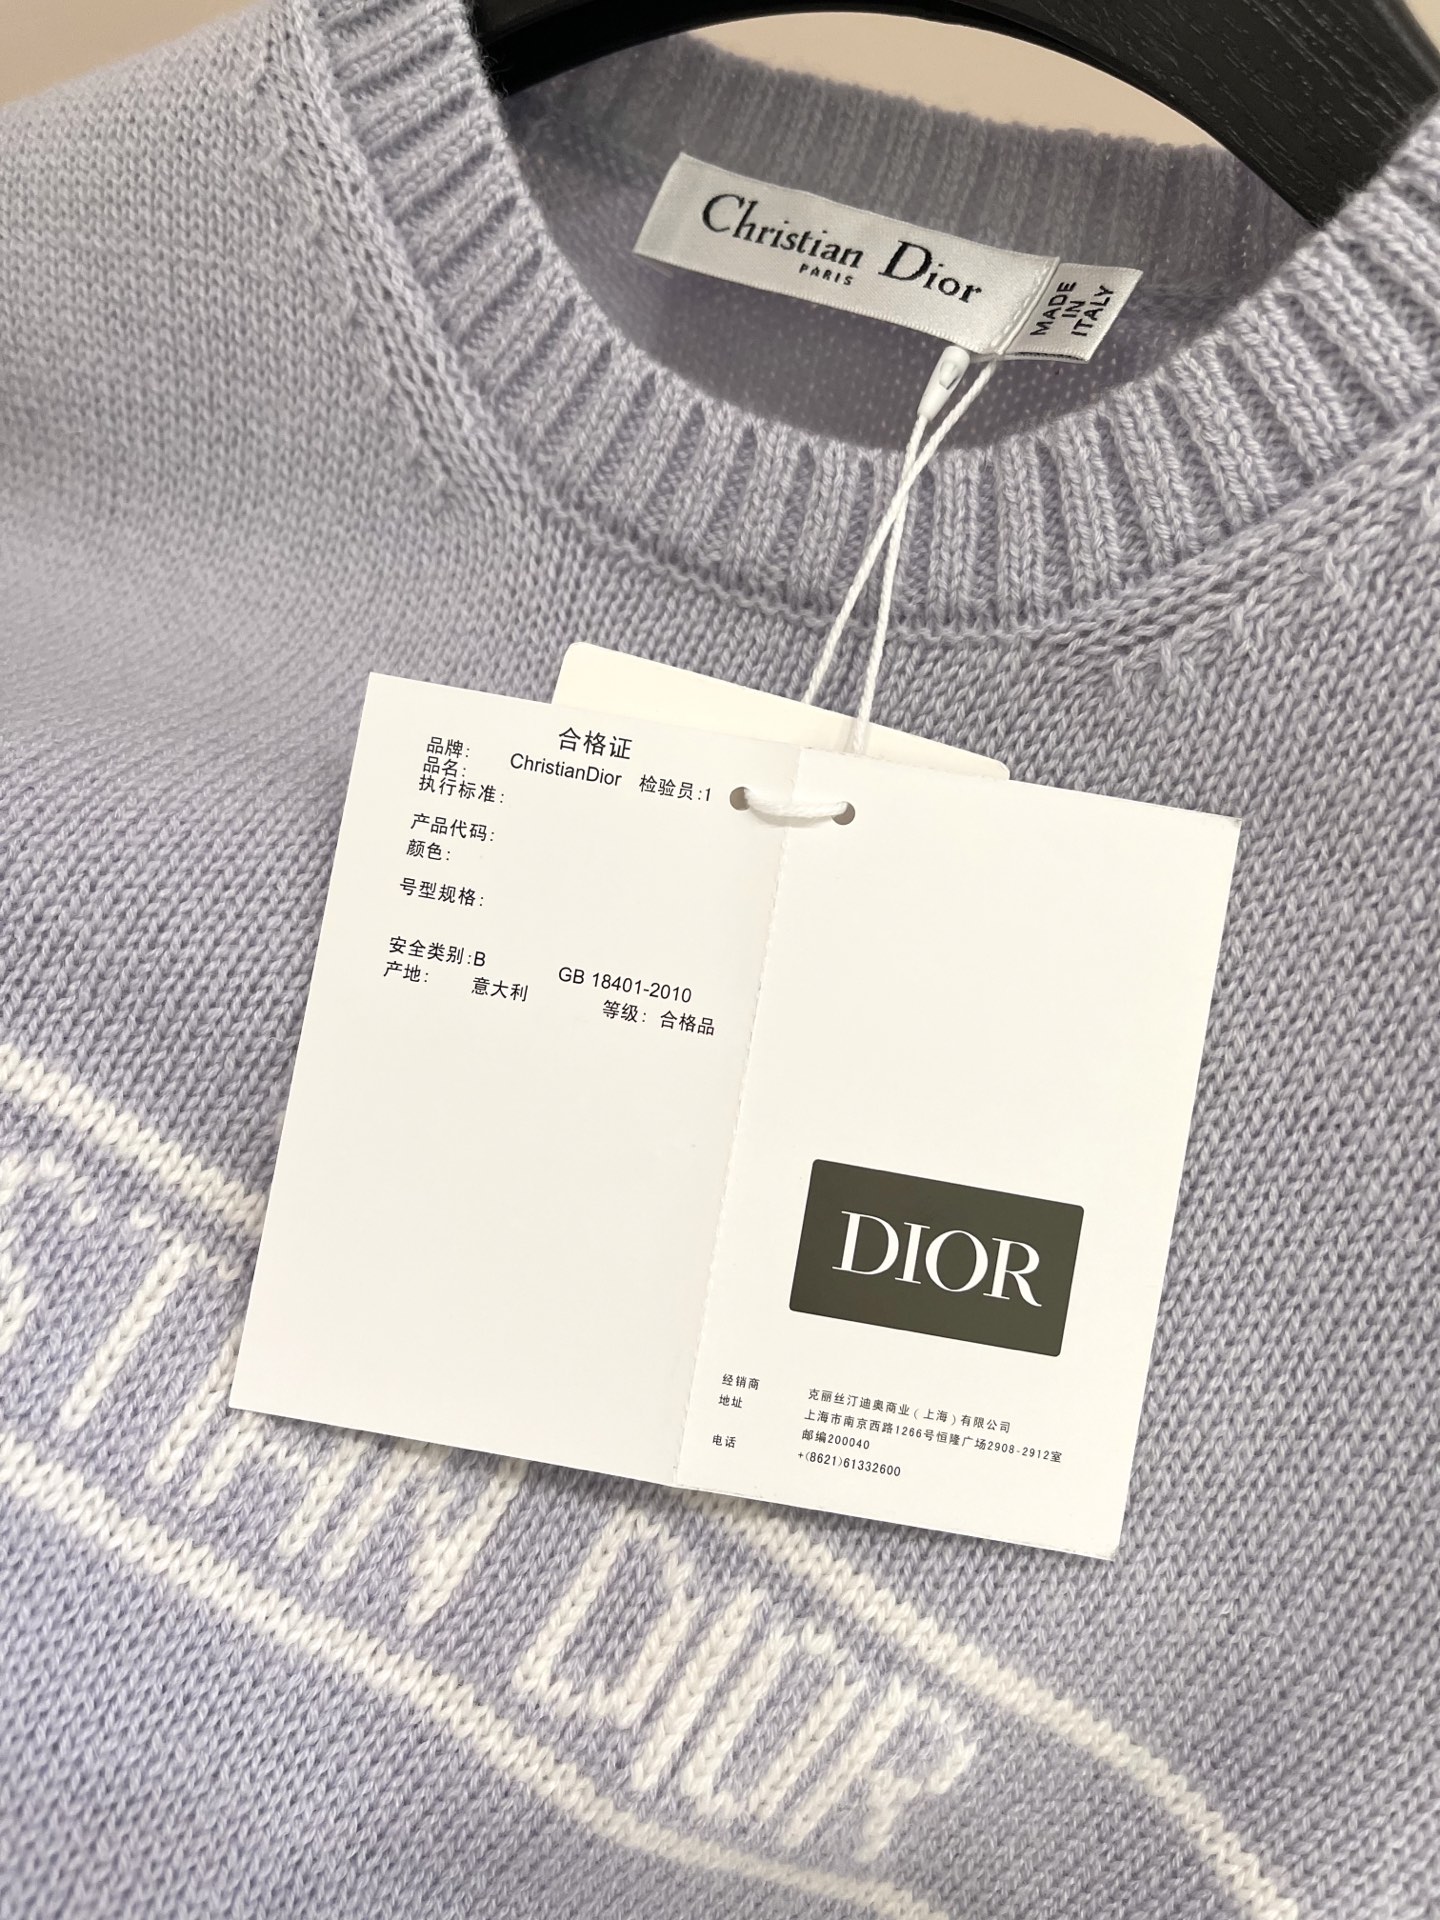 Christian Dior
PARIS
MADE
IN
ITALY
合格证
品牌: ChristianDior 检验员:1
品名:
执行标准:
产品代码:
颜色:
号型规格:
安全类别:B GB 18401-2010
产地: 意大利 等级: 合格品
DIOR
经销商 克丽丝汀迪奥商业(上海)有限公司
地址 上海市南京西路1266号恒隆广场2908-2912室
邮编200040
电话 +(8621)61332600
STIAN DIOR